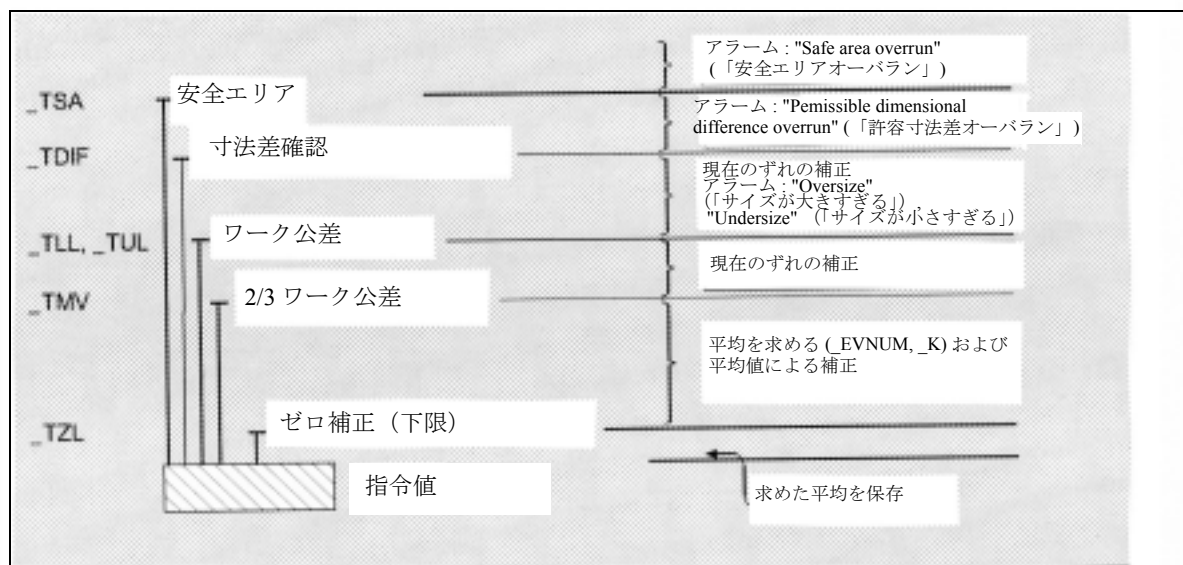 アラーム : "Safe area overrun"
(「安全エリアオーバラン」)
_TSA
安全エリア
アラーム : "Pemissible dimensional
difference overrun" (「許容寸法差オーバラン」)
_TDIF
寸法差確認
現在のずれの補正
アラーム : "Oversize"
(「サイズが大きすぎる」),
"Undersize" (「サイズが小さすぎる」)
_TLL, _TUL
ワーク公差
現在のずれの補正
_TMV
2/3 ワーク公差
平均を求める (_EVNUM, _K) および
平均値による補正
_TZL
ゼロ補正（下限）
指令値
求めた平均を保存